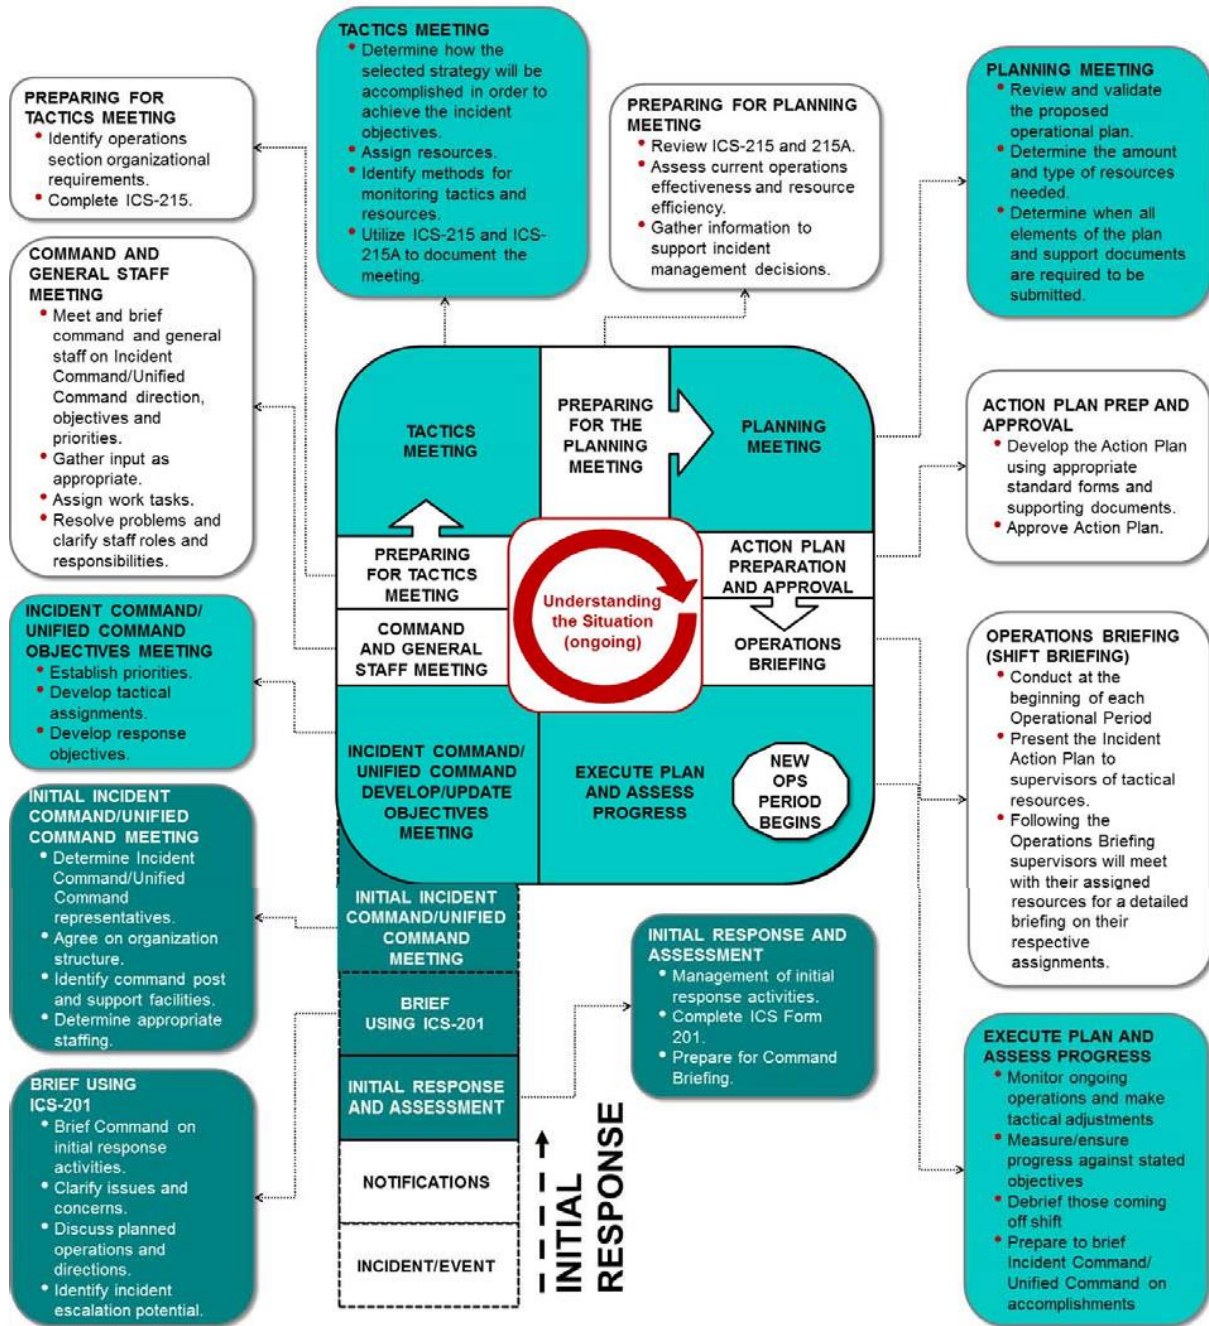 TACTICS MEETING
• Determine how the
selected strategy will be
accomplished in order to
achieve the incident
objectives.
• Assign resources.
• Identify methods for
monitoring tactics and
resources.
• Utilize ICS-215 and ICS-
215A to document the
meeting.
PREPARING FOR
TACTICS MEETING
• Identify operations
section organizational
requirements.
• Complete ICS-215.
PREPARING FOR PLANNING
MEETING
• Review ICS-215 and 215A.
• Assess current operations
effectiveness and resource
efficiency.
• Gather information to
support incident
management decisions.
PLANNING MEETING
• Review and validate
the proposed
operational plan.
• Determine the amount
and type of resources
needed.
• Determine when all
elements of the plan
and support documents
are required to be
submitted.
COMMAND AND
GENERAL STAFF
MEETING
• Meet and brief
command and general
staff on Incident
Command/Unified
Command direction,
objectives and
priorities.
• Gather input as
appropriate.
• Assign work tasks.
• Resolve problems and
clarify staff roles and
responsibilities.
TACTICS
MEETING
PREPARING
FOR THE
PLANNING
MEETING
PLANNING
MEETING
ACTION PLAN PREP AND
APPROVAL
• Develop the Action Plan
using appropriate
standard forms and
supporting documents.
• Approve Action Plan.
PREPARING
FOR TACTICS
MEETING
COMMAND
AND GENERAL
STAFF MEETING
Understanding
the Situation
(ongoing)
ACTION PLAN
PREPARATION
AND APPROVAL
OPERATIONS
BRIEFING
INCIDENT COMMAND/
UNIFIED COMMAND
OBJECTIVES MEETING
• Establish priorities.
• Develop tactical
assignments.
• Develop response
objectives.
OPERATIONS BRIEFING
(SHIFT BRIEFING)
• Conduct at the
beginning of each
Operational Period
• Present the Incident
Action Plan to
supervisors of tactical
resources.
• Following the
Operations Briefing
supervisors will meet
with their assigned
resources for a detailed
briefing on their
respective
assignments.
INCIDENT COMMAND/
UNIFIED COMMAND
DEVELOP/UPDATE
OBJECTIVES
MEETING
EXECUTE PLAN
AND ASSESS
PROGRESS
NEW
OPS
PERIOD
BEGINS
INITIAL INCIDENT
COMMAND/UNIFIED
COMMAND MEETING
• Determine Incident
Command/Unified
Command
representatives.
• Agree on organization
structure.
• Identify command post
and support facilities.
• Determine appropriate
staffing.
INITIAL INCIDENT
COMMAND/UNIFIED
COMMAND
MEETING
BRIEF
USING ICS-201
INITIAL RESPONSE
AND ASSESSMENT
NOTIFICATIONS
INCIDENT/EVENT
INITIAL
RESPONSE
INITIAL RESPONSE AND
ASSESSMENT
• Management of initial
response activities.
• Complete ICS Form
201.
• Prepare for Command
Briefing.
BRIEF USING
ICS-201
• Brief Command on
initial response
activities.
• Clarify issues and
concerns.
• Discuss planned
operations and
directions.
• Identify incident
escalation potential.
EXECUTE PLAN AND
ASSESS PROGRESS
• Monitor ongoing
operations and make
tactical adjustments
• Measure/ensure
progress against stated
objectives
• Debrief those coming
off shift
• Prepare to brief
Incident Command/
Unified Command on
accomplishments